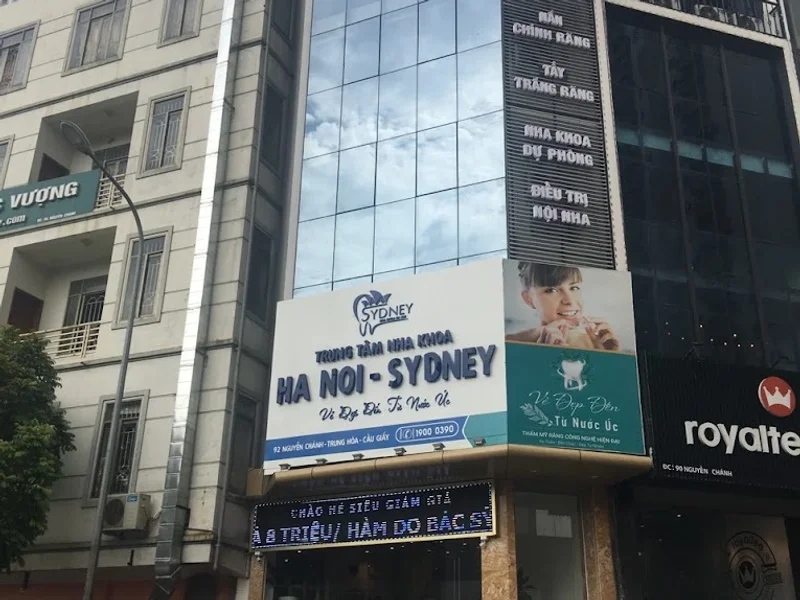 NẮN
CHỈNH RĂNG
TẨY
TRẮNG RĂNG
NHA KHOA
DỰ PHÒNG
ĐIỀU TRỊ
NỘI NHA
VƯỢNG
.com
SYDNEY
TRUNG TÂM NHA KHOA
HA NOI - SYDNEY
Vẻ Đẹp Đến Từ Nước Úc
92 NGUYỄN CHÁNH - TRUNG HÒA - CẦU GIẤY
1900 0390
Vẻ Đẹp Đến
Từ Nước Úc
THẨM MỸ RĂNG CÔNG NGHỆ HIỆN ĐẠI
CHÀO HÈ SIÊU GIẢM GIÁ
A 8 TRIỆU/ HÀM DO BÁC SỸ
royalte
ĐC: 90 NGUYỄN CHÁNH